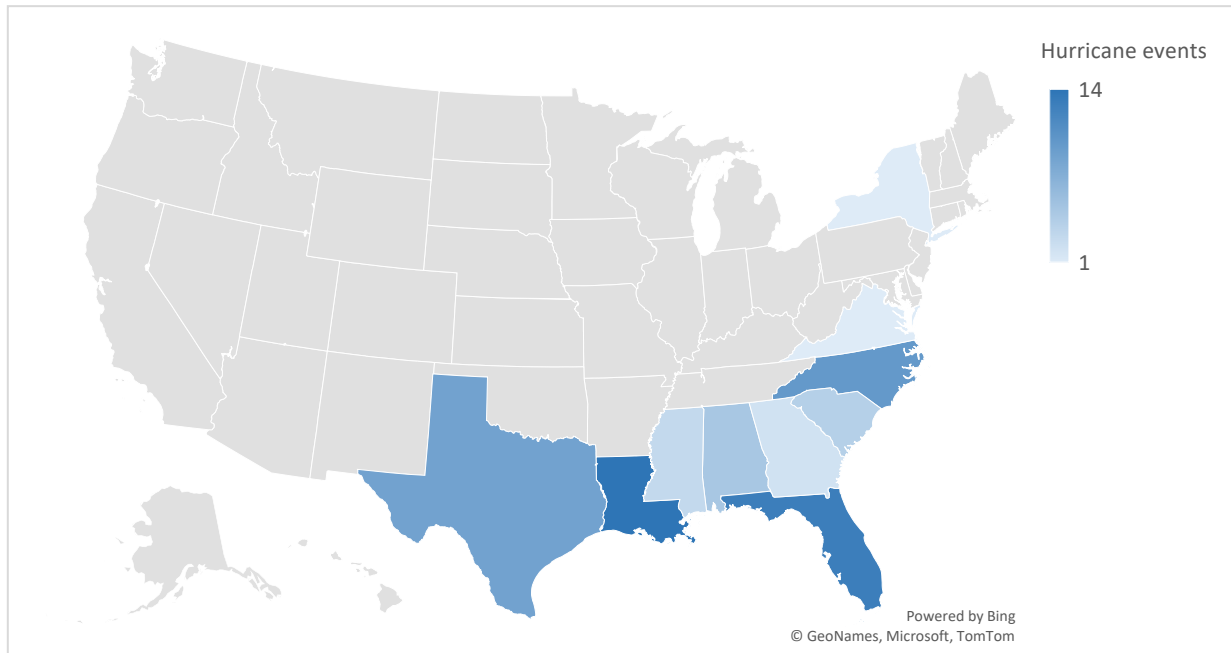 Hurricane events
14
1
Powered by Bing
© GeoNames, Microsoft, TomTom